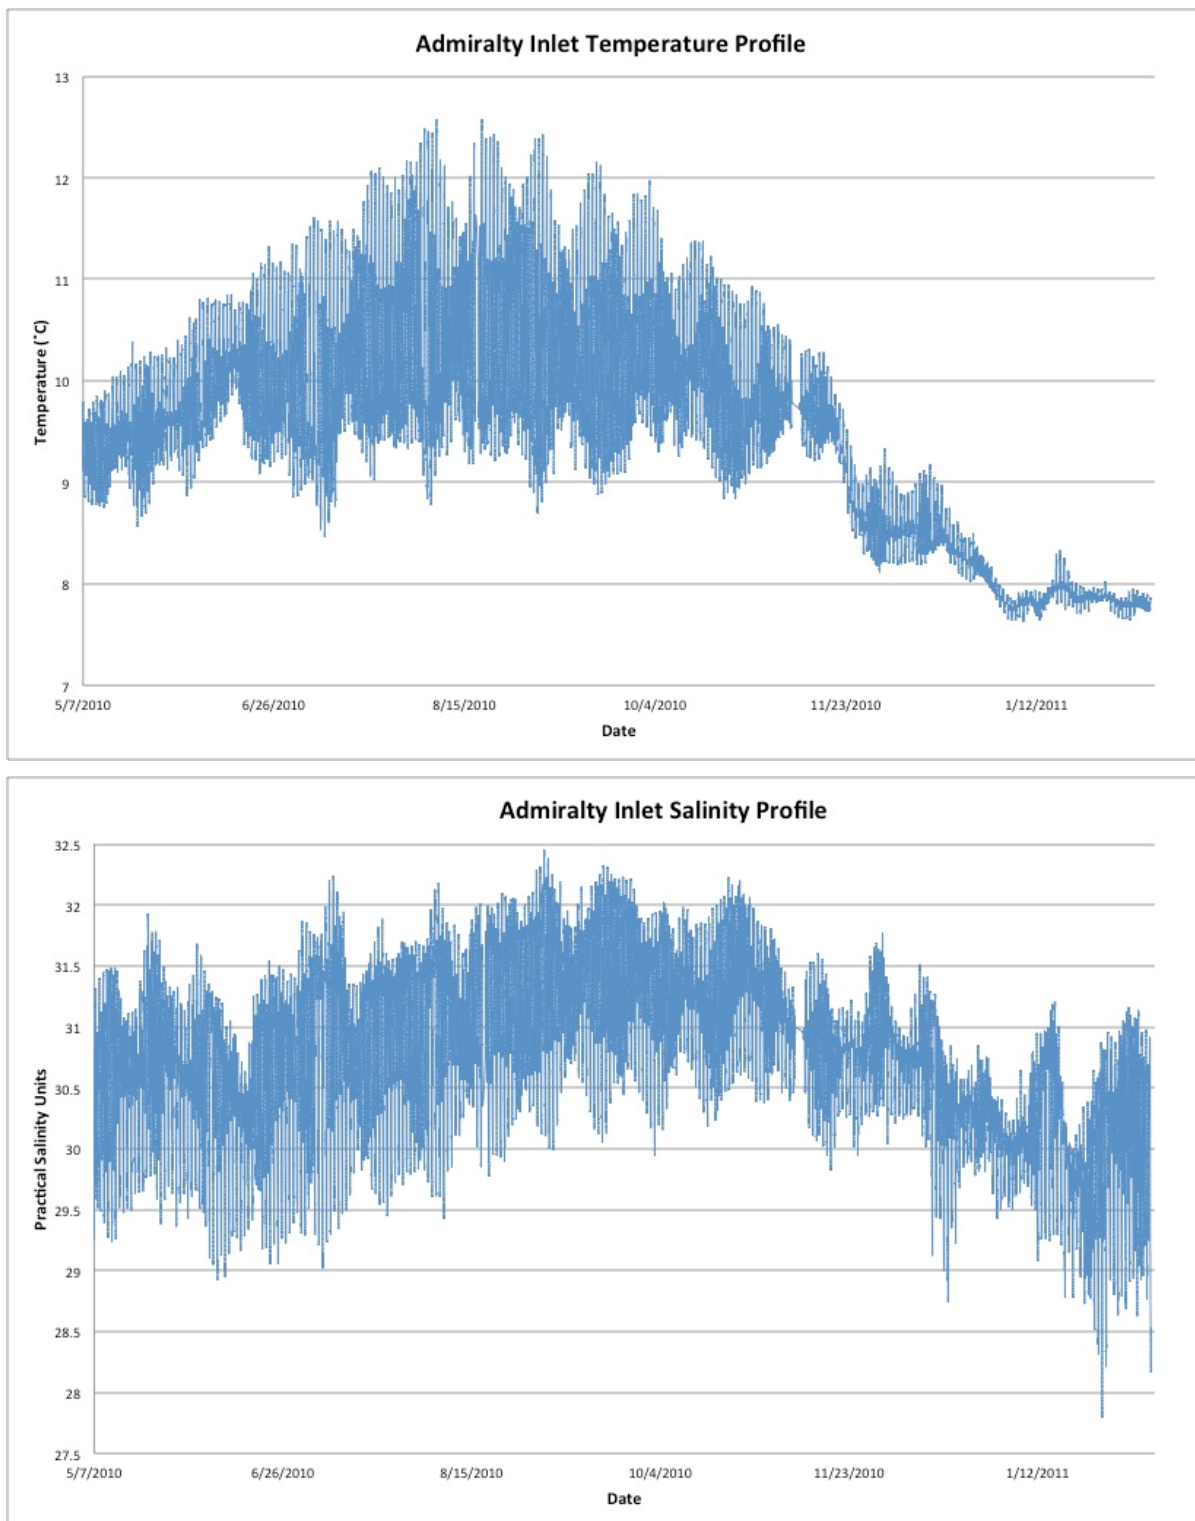 Admiralty Inlet Temperature Profile
13
12
11
10
9
8
7
Temperature (°C)
5/7/2010 6/26/2010 8/15/2010 10/4/2010 11/23/2010 1/12/2011
Date
Admiralty Inlet Salinity Profile
32.5
32
31.5
31
30.5
30
29.5
29
28.5
28
27.5
Practical Salinity Units
5/7/2010 6/26/2010 8/15/2010 10/4/2010 11/23/2010 1/12/2011
Date